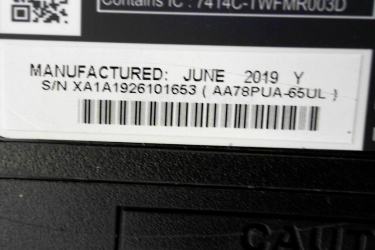 Contains IC : 7414C-TWFMR003D
MANUFACTURED: JUNE 2019 Y
S/N XA1A1926101653 ( AA78PUA-65UL )